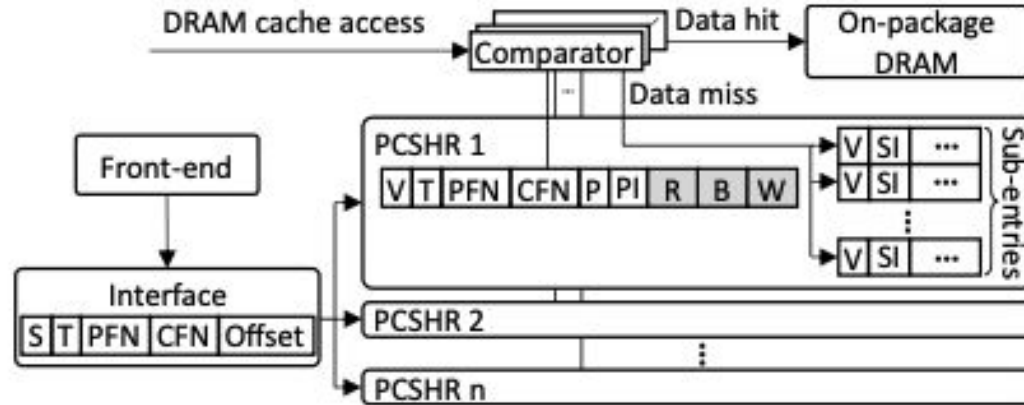 DRAM cache access
Comparator
Data hit
On-package
DRAM
...
Data miss
Front-end
Interface
S T PFN CFN Offset
PCSHR 1
V T PFN CFN P PI R B W
V SI ...
V SI ...
V SI ...
Sub-entries
PCSHR 2
PCSHR n